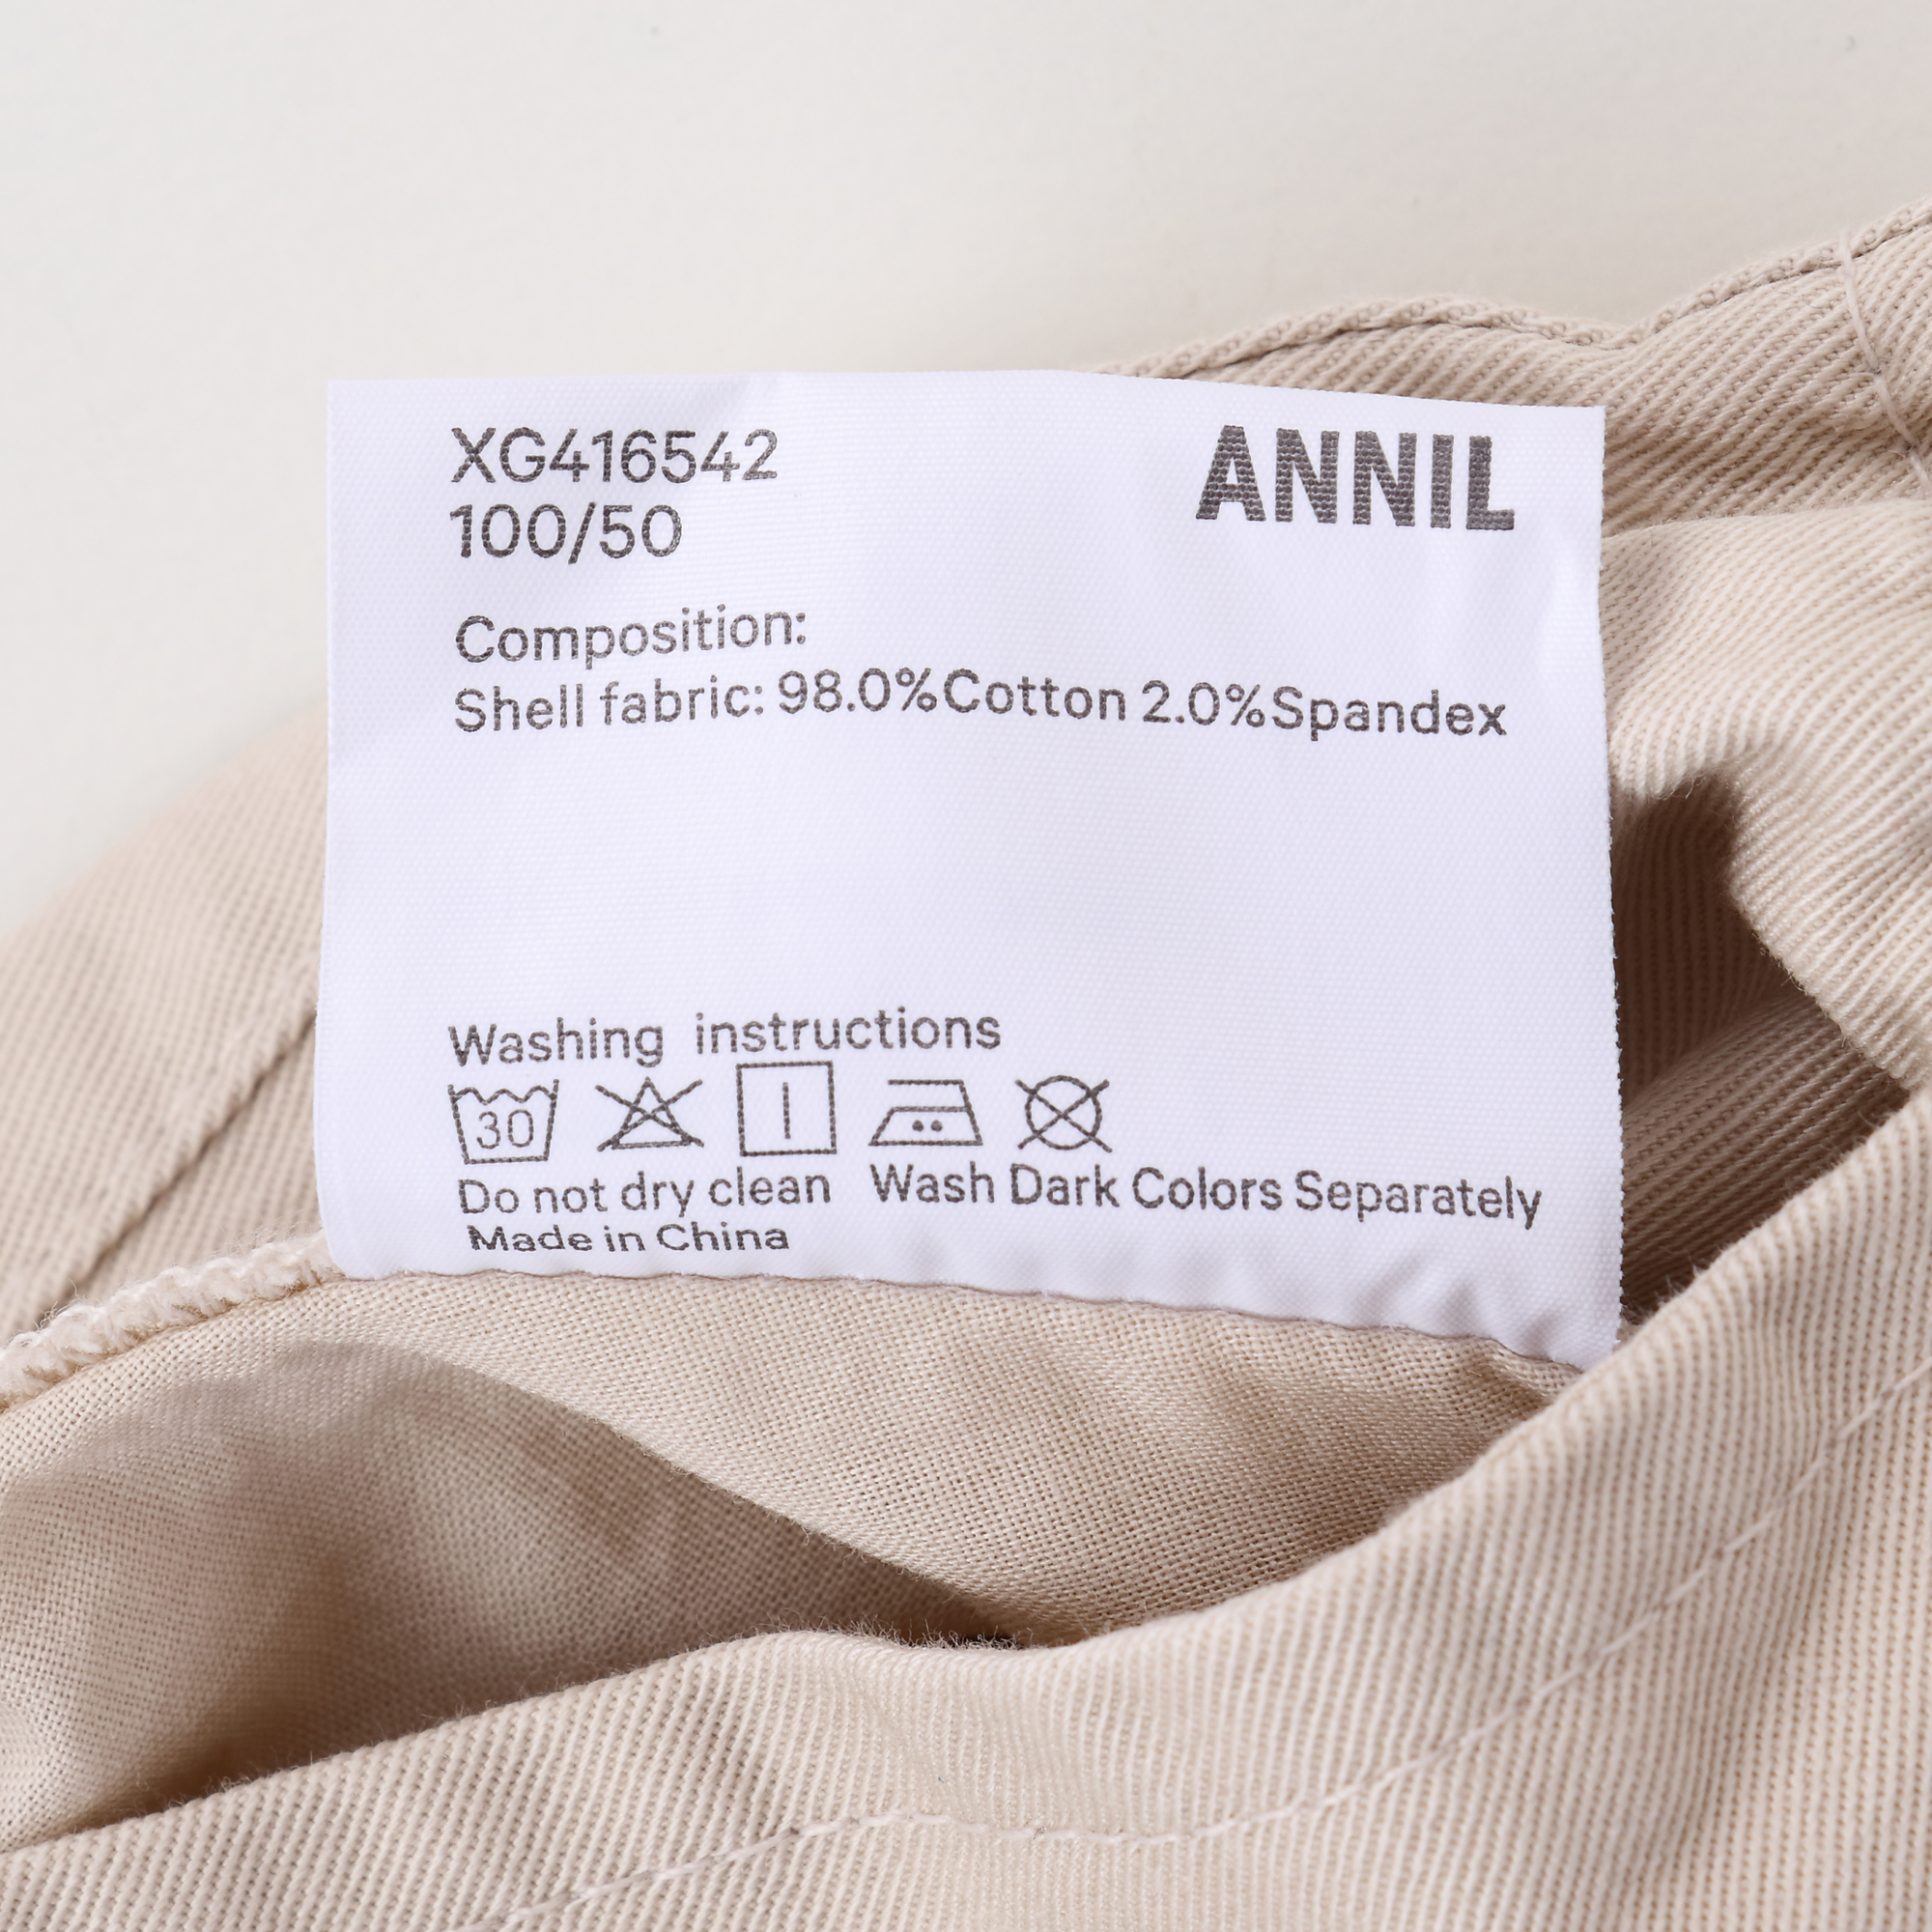 XG416542
100/50
ANNIL
Composition:
Shell fabric: 98.0%Cotton 2.0%Spandex
Washing instructions
30
Do not dry clean Wash Dark Colors Separately
Made in China